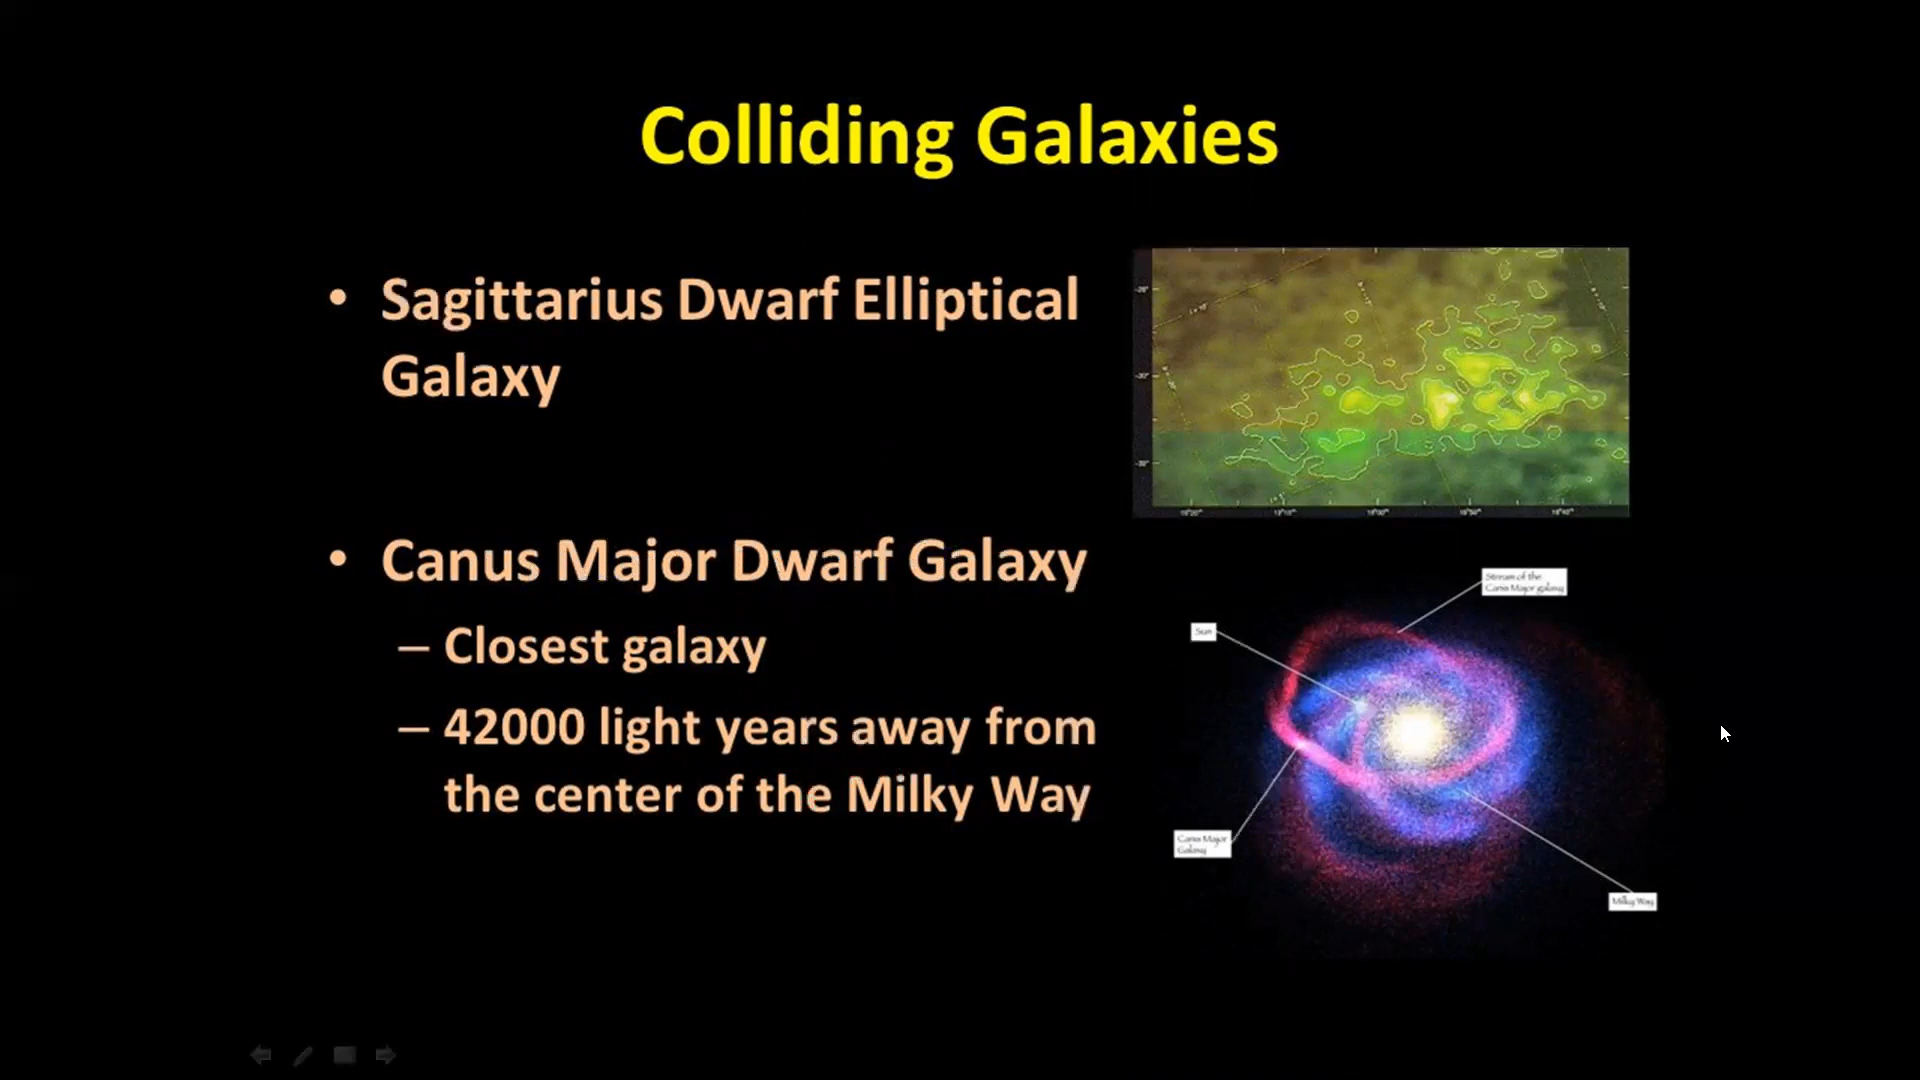 Colliding Galaxies
• Sagittarius Dwarf Elliptical
Galaxy
• Canus Major Dwarf Galaxy
– Closest galaxy
– 42000 light years away from
the center of the Milky Way
Stream of the
Canis Major galaxy
Sun
Canis Major
Galaxy
Milky Way